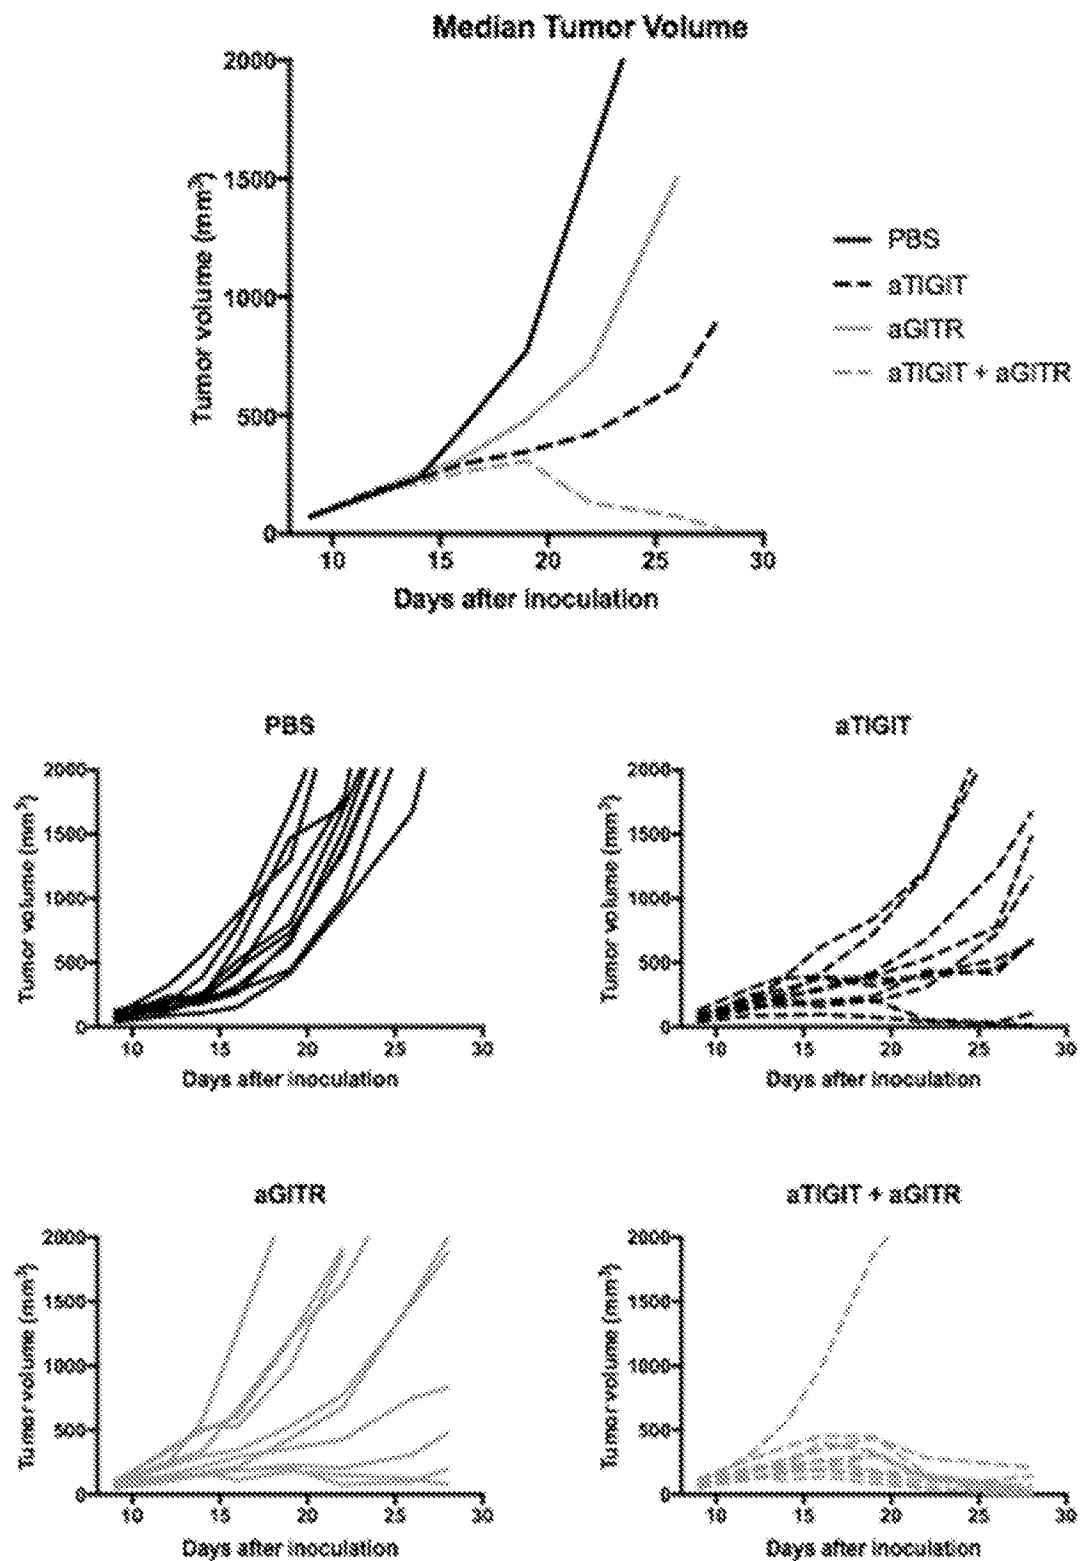 Median Tumor Volume
2000
1500
1000
500
0
Tumor volume (mm³)
10 15 20 25 30
Days after inoculation
PBS
aTIGIT
aGITR
aTIGIT + aGITR
PBS
2000
1500
1000
500
0
Tumor volume (mm³)
10 15 20 25 30
Days after inoculation
aTIGIT
2000
1500
1000
500
0
Tumor volume (mm³)
10 15 20 25 30
Days after inoculation
aGITR
2000
1500
1000
500
0
Tumor volume (mm³)
10 15 20 25 30
Days after inoculation
aTIGIT + aGITR
2000
1500
1000
500
0
Tumor volume (mm³)
10 15 20 25 30
Days after inoculation